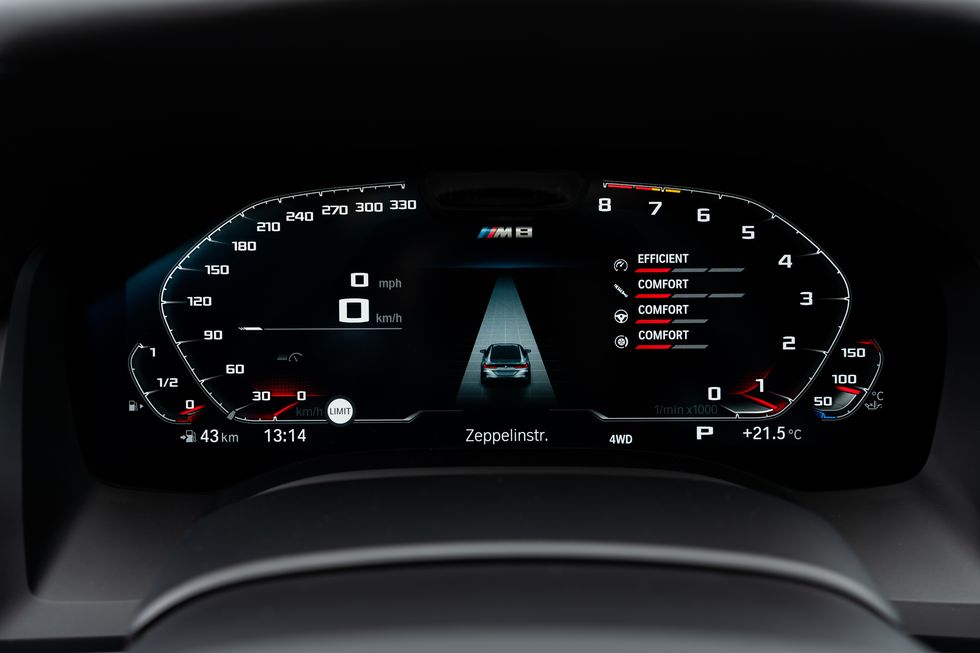 330
300
270
240
210
180
150
120
90
60
30
0
km/h
LIMIT
0 mph
0 km/h
1
1/2
0
43 km
13:14
M8
Zeppelinstr.
EFFICIENT
COMFORT
COMFORT
COMFORT
8
7
6
5
4
3
2
1
0
1/min x1000
4WD
P
+21.5 °C
150
100
50
°C